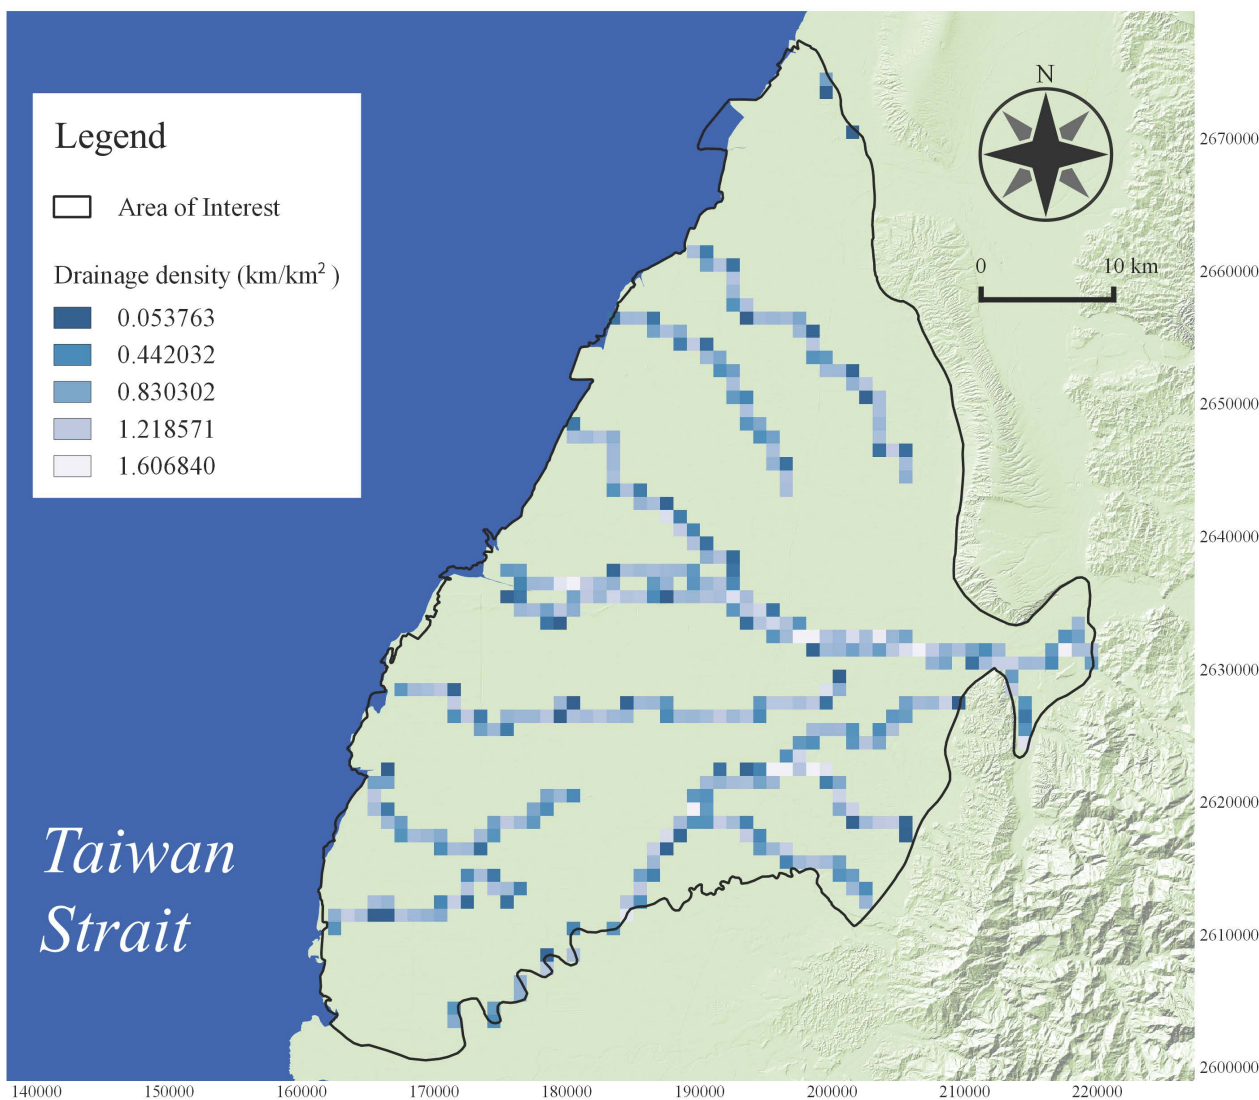 Legend
Area of Interest
Drainage density (km/km²)
0.053763
0.442032
0.830302
1.218571
1.606840
N
0 10 km
Taiwan
Strait
2670000
2660000
2650000
2640000
2630000
2620000
2610000
2600000
140000 150000 160000 170000 180000 190000 200000 210000 220000